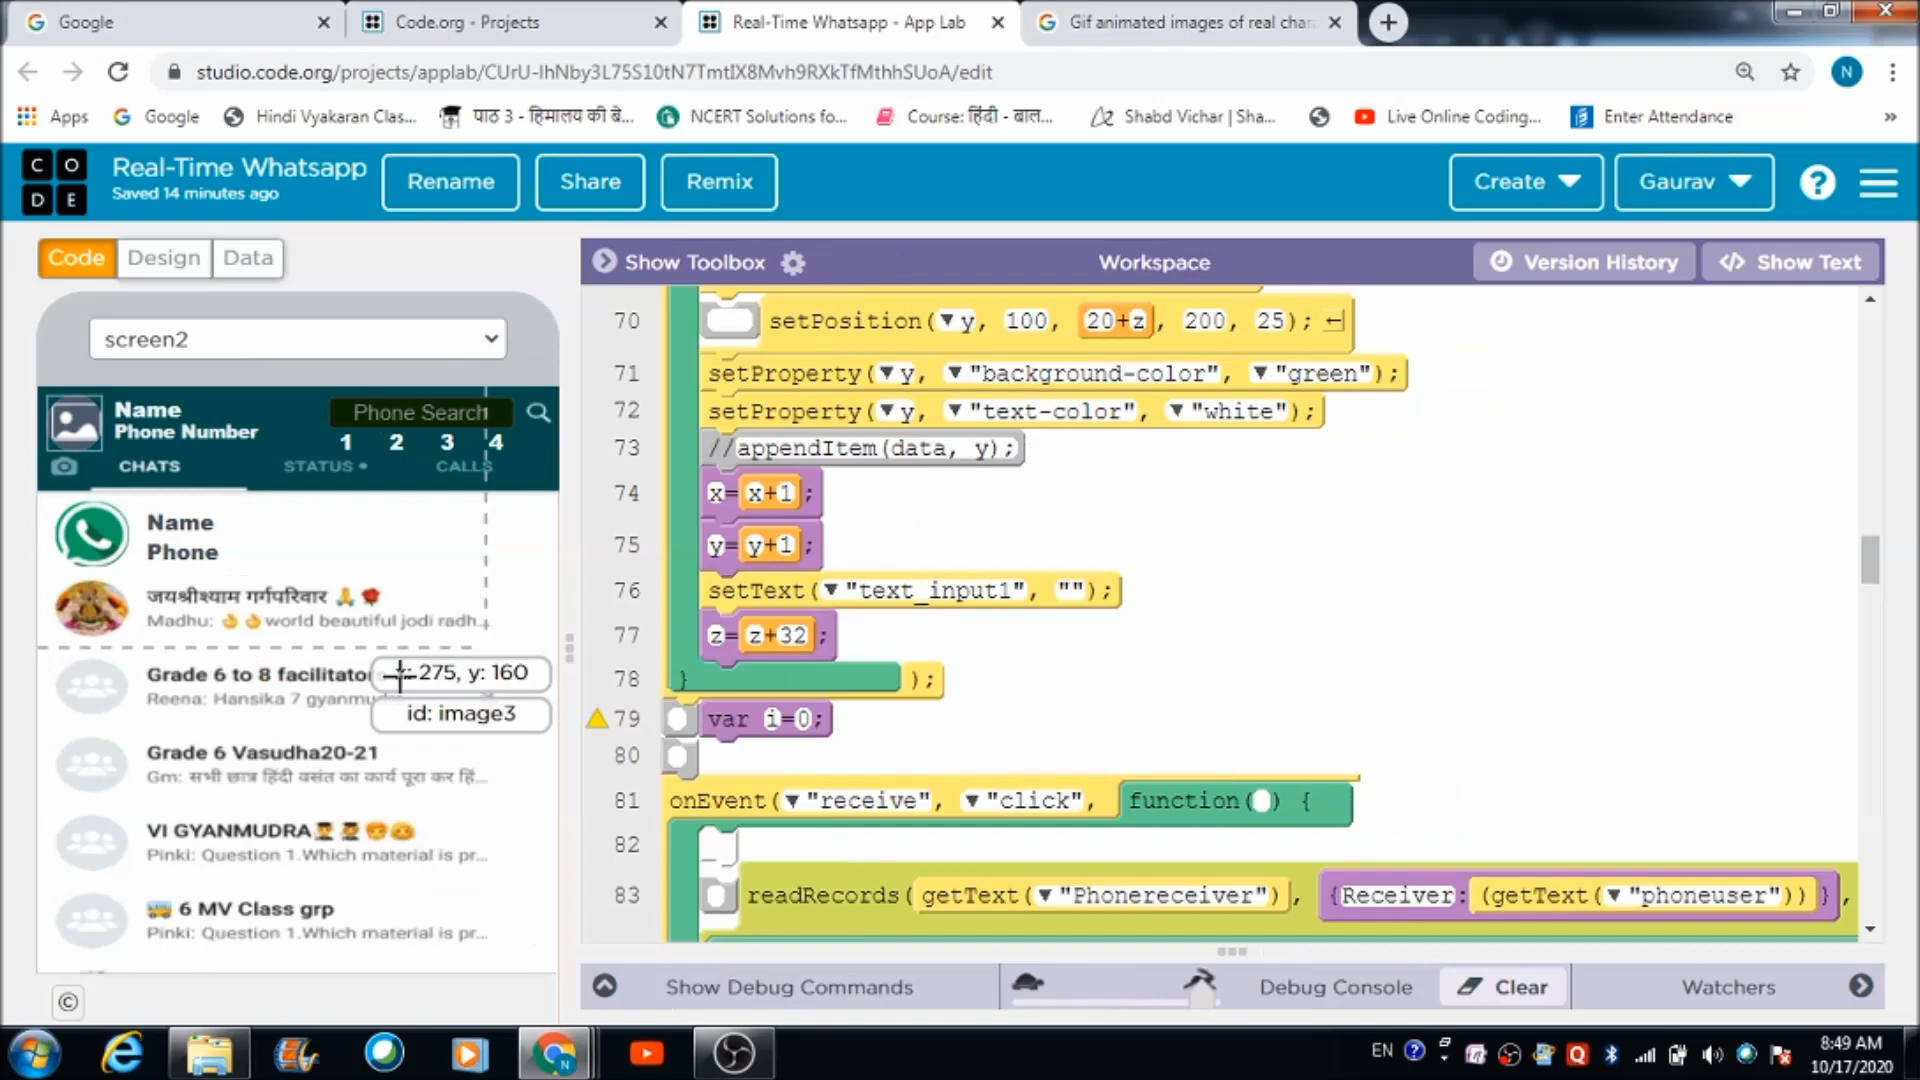 Google
Code.org - Projects
Real-Time Whatsapp - App Lab
Gif animated images of real char
studio.code.org/projects/applab/CUrU-IhNby3L75S10tN7TmtIX8Mvh9RXkTfMthhSUoA/edit
N
Apps
Google
Hindi Vyakaran Clas...
पाठ 3 - हिमालय की बे...
NCERT Solutions fo...
Course: हिंदी - बाल...
Shabd Vichar | Sha...
Live Online Coding...
Enter Attendance
»
C O
D E
Real-Time Whatsapp
Saved 14 minutes ago
Rename
Share
Remix
Create
Gaurav
?
Code
Design
Data
Show Toolbox
Workspace
Version History
Show Text
screen2
Name
Phone Number
Phone Search
1 2 3 4
CHATS
STATUS
CALLS
Name
Phone
जयश्रीश्याम गर्गपरिवार 🙏🌹
Madhu: 👌👌world beautiful jodi radh..
Grade 6 to 8 facilitato
Reena: Hansika 7 gyanmu
275, y: 160
id: image3
Grade 6 Vasudha20-21
Gm: सभी छात्र हिंदी वसंत का कार्य पूरा कर हिं...
VI GYANMUDRA
Pinki: Question 1.Which material is pr...
6 MV Class grp
Pinki: Question 1.Which material is pr...
70 setPosition(y, 100, 20+z, 200, 25);
71 setProperty(y, "background-color", "green");
72 setProperty(y, "text-color", "white");
73 //appendItem(data, y);
74 x=x+1;
75 y=y+1;
76 setText("text_input1", "");
77 z=z+32;
78 } );
79 var i=0;
80
81 onEvent("receive", "click", function( ) {
82
83 readRecords(getText("Phonereceiver"), {Receiver:(getText("phoneuser"))},
©
Show Debug Commands
Debug Console
Clear
Watchers
EN
8:49 AM
10/17/2020